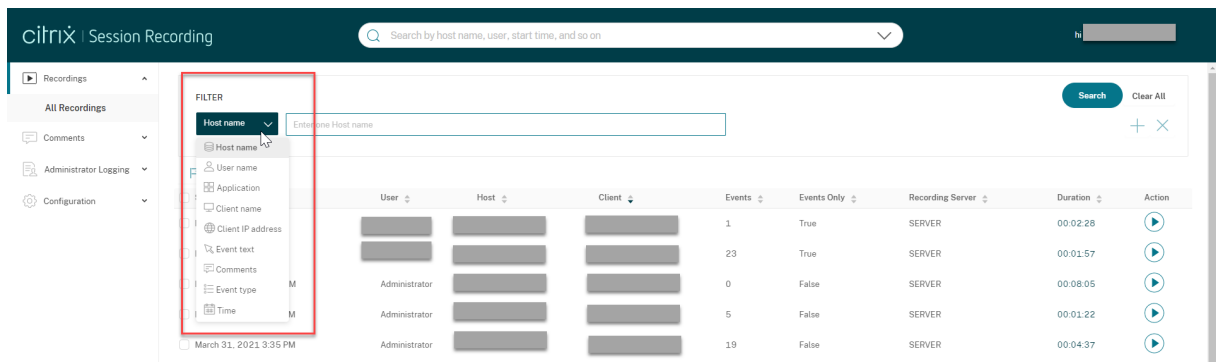 citrix | Session Recording
Search by host name, user, start time, and so on
hi
Recordings
All Recordings
Comments
Administrator Logging
Configuration
FILTER
Search
Clear All
Host name
Enter one Host name
Host name
User name
Application
Client name
Client IP address
Event text
Comments
Event type
Time
User Host Client Events Events Only Recording Server Duration Action
1 True SERVER 00:02:28
23 True SERVER 00:01:57
M Administrator 0 False SERVER 00:08:05
M Administrator 5 False SERVER 00:01:22
March 31, 2021 3:35 PM Administrator 19 False SERVER 00:04:37